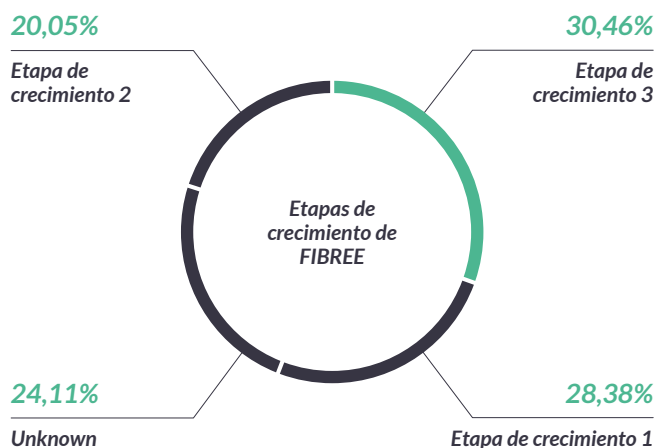 20,05%
Etapa de
crecimiento 2
30,46%
Etapa de
crecimiento 3
Etapas de
crecimiento de
FIBREE
24,11%
Unknown
28,38%
Etapa de crecimiento 1